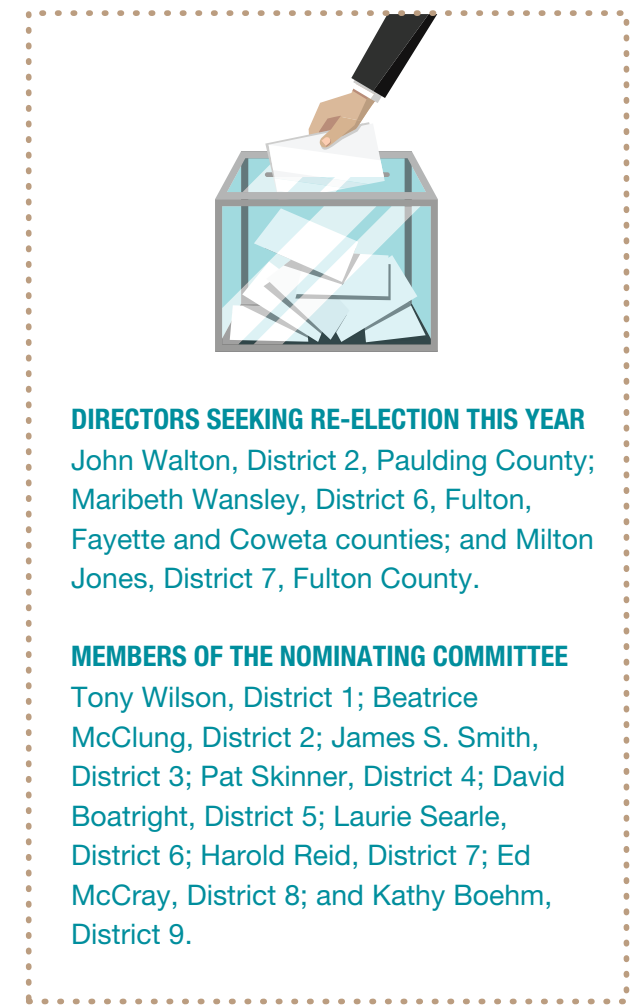 DIRECTORS SEEKING RE-ELECTION THIS YEAR
John Walton, District 2, Paulding County;
Maribeth Wansley, District 6, Fulton,
Fayette and Coweta counties; and Milton
Jones, District 7, Fulton County.
MEMBERS OF THE NOMINATING COMMITTEE
Tony Wilson, District 1; Beatrice
McClung, District 2; James S. Smith,
District 3; Pat Skinner, District 4; David
Boatright, District 5; Laurie Searle,
District 6; Harold Reid, District 7; Ed
McCray, District 8; and Kathy Boehm,
District 9.